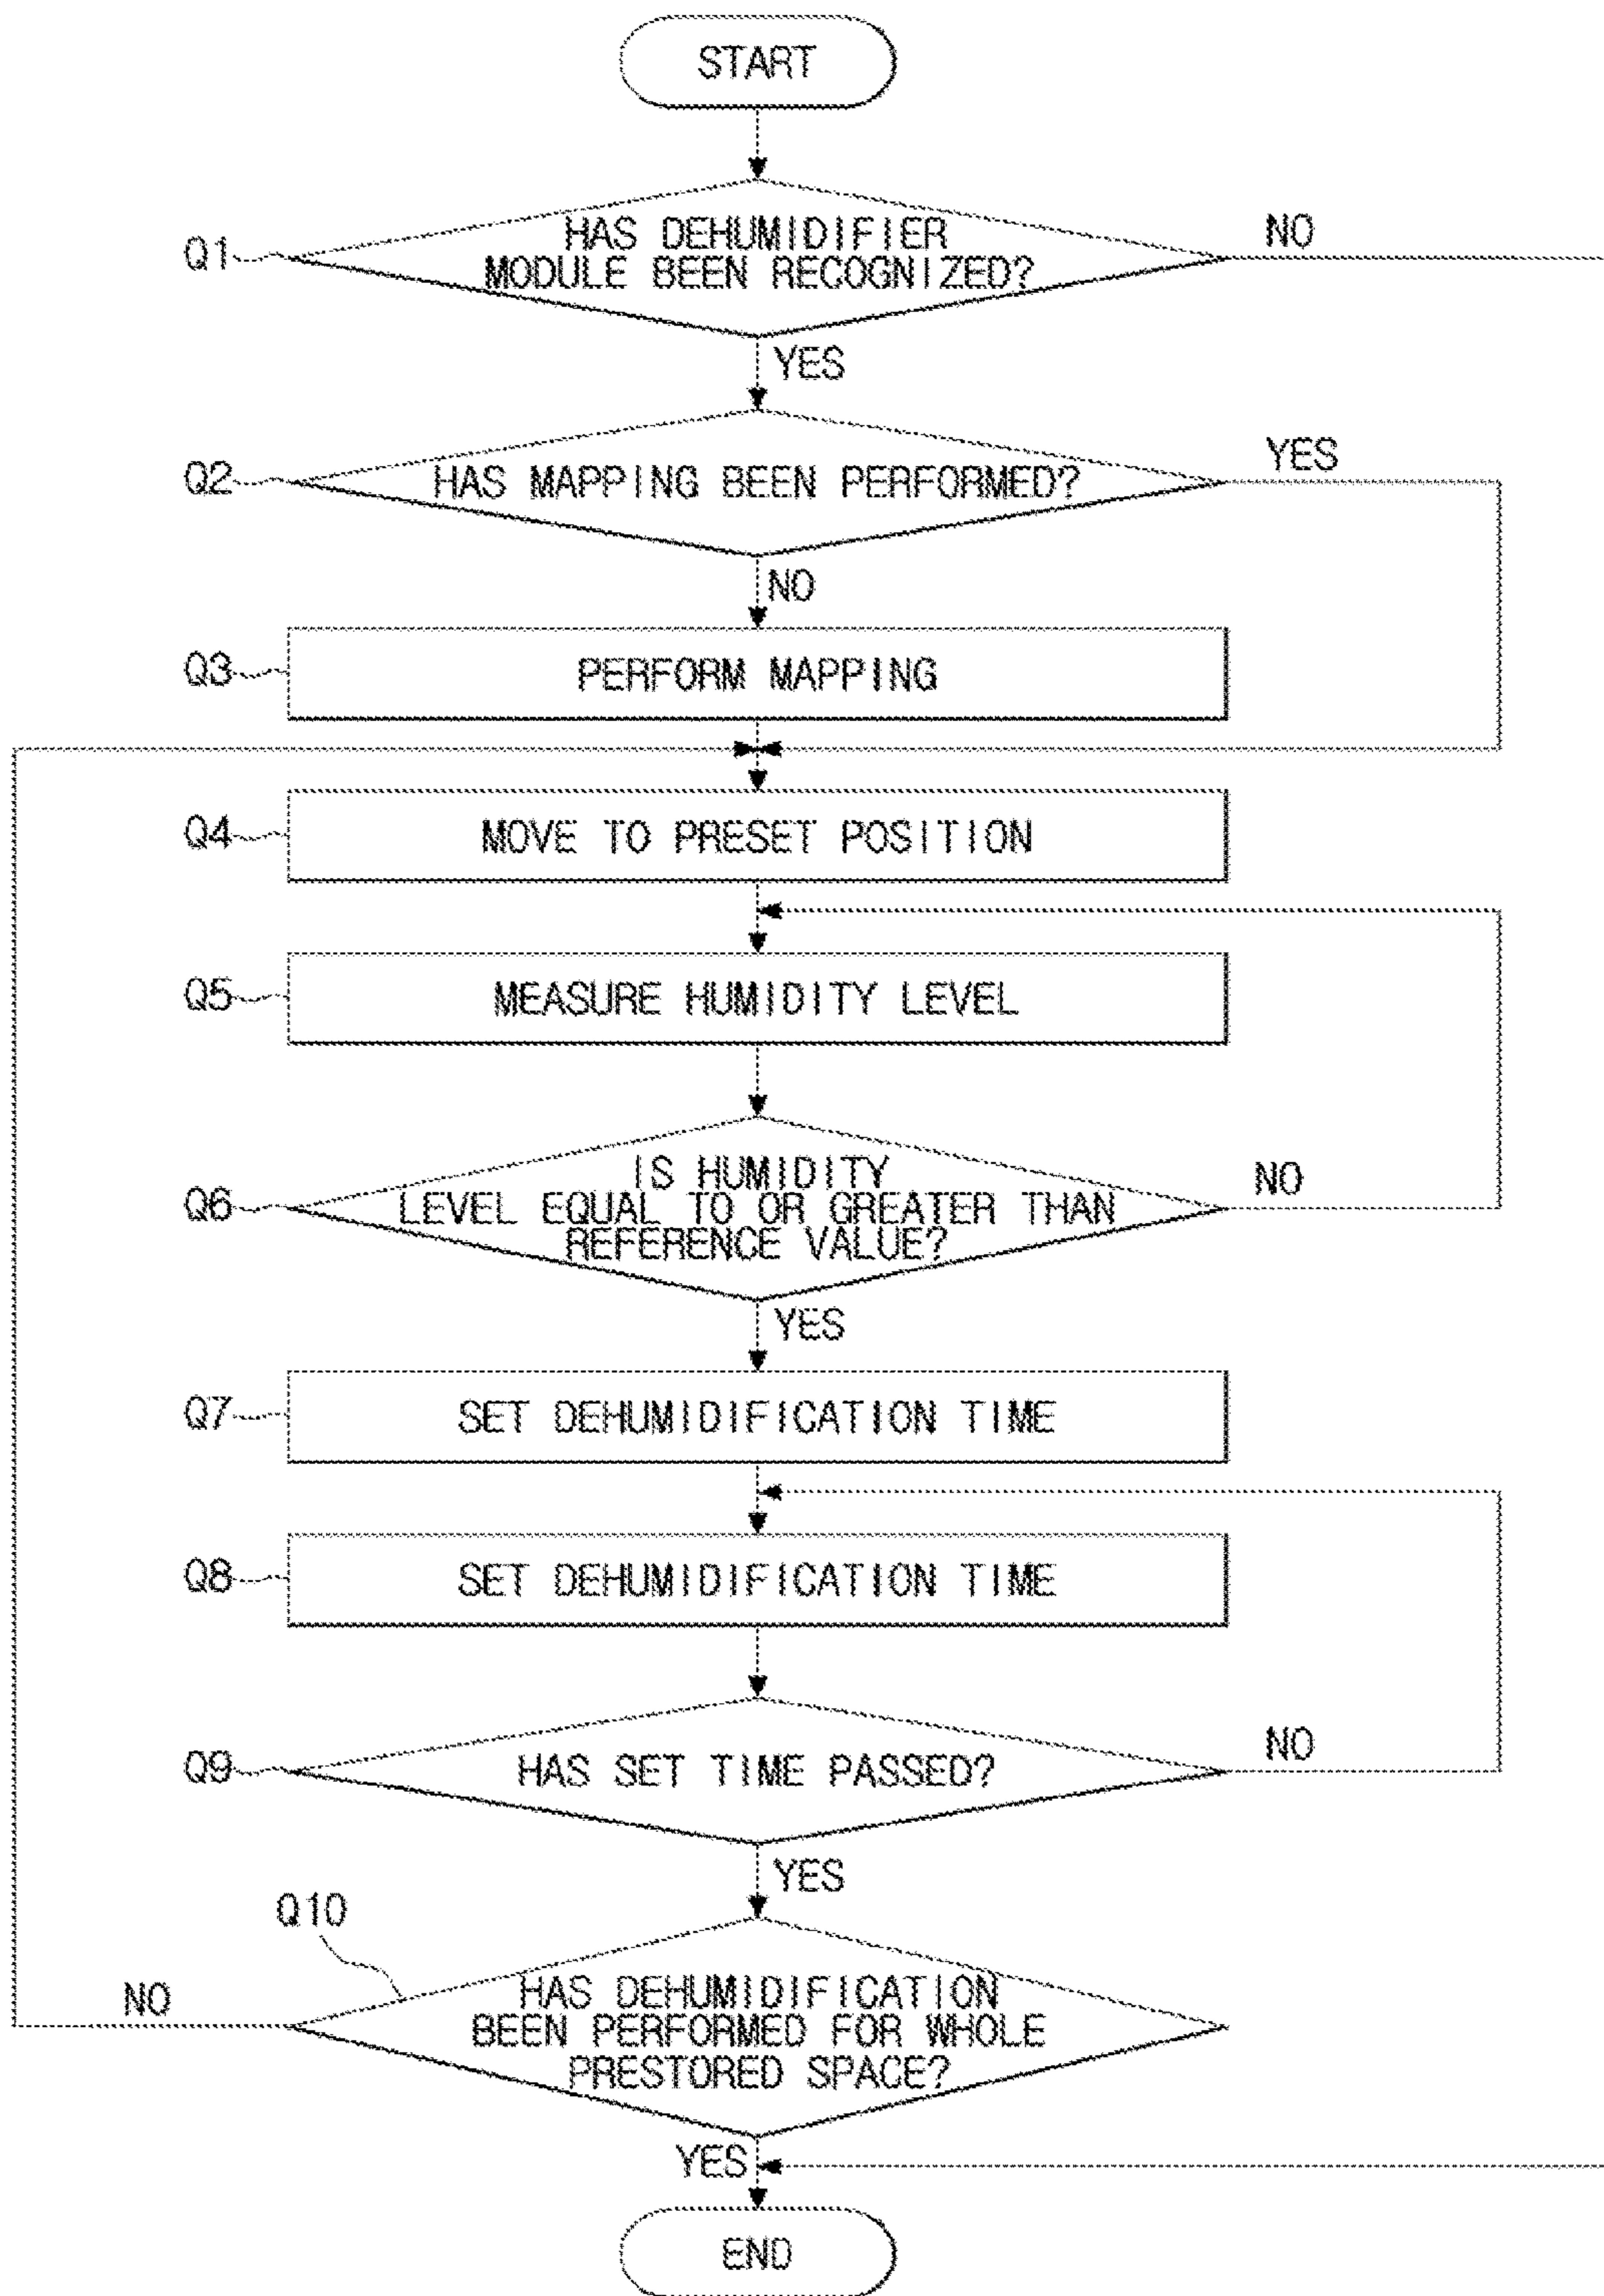 START
Q1
HAS DEHUMIDIFIER
MODULE BEEN RECOGNIZED?
NO
YES
Q2
HAS MAPPING BEEN PERFORMED?
YES
NO
Q3
PERFORM MAPPING
Q4
MOVE TO PRESET POSITION
Q5
MEASURE HUMIDITY LEVEL
Q6
IS HUMIDITY
LEVEL EQUAL TO OR GREATER THAN
REFERENCE VALUE?
NO
YES
Q7
SET DEHUMIDIFICATION TIME
Q8
SET DEHUMIDIFICATION TIME
Q9
HAS SET TIME PASSED?
NO
YES
Q10
NO
HAS DEHUMIDIFICATION
BEEN PERFORMED FOR WHOLE
PRESTORED SPACE?
YES
END